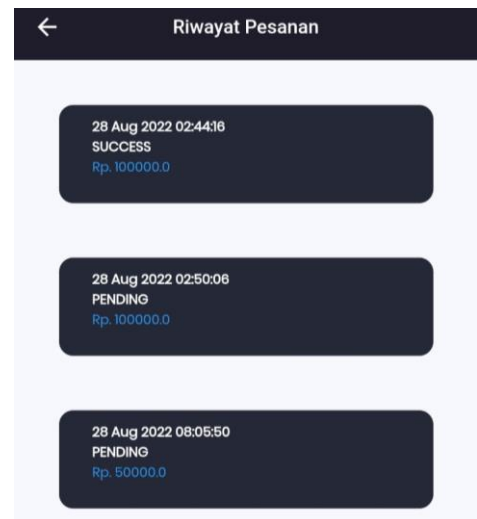 Riwayat Pesanan
28 Aug 2022 02:44:16
SUCCESS
Rp. 100000.0
28 Aug 2022 02:50:06
PENDING
Rp. 100000.0
28 Aug 2022 08:05:50
PENDING
Rp. 50000.0